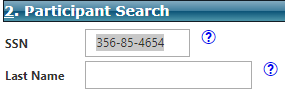 2. Participant Search
SSN 356-85-4654 ?
Last Name ?